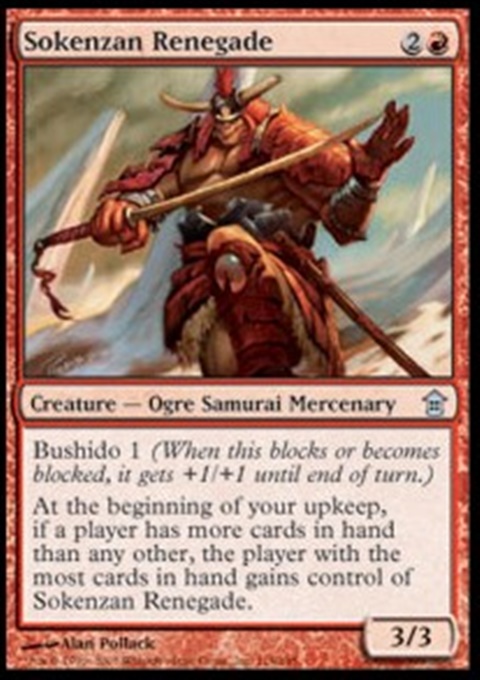 Sokenzan Renegade 2
Creature — Ogre Samurai Mercenary
Bushido 1 (When this blocks or becomes
blocked, it gets +1/+1 until end of turn.)
At the beginning of your upkeep,
if a player has more cards in hand
than any other, the player with the
most cards in hand gains control of
Sokenzan Renegade.
Alan Pollack
3/3